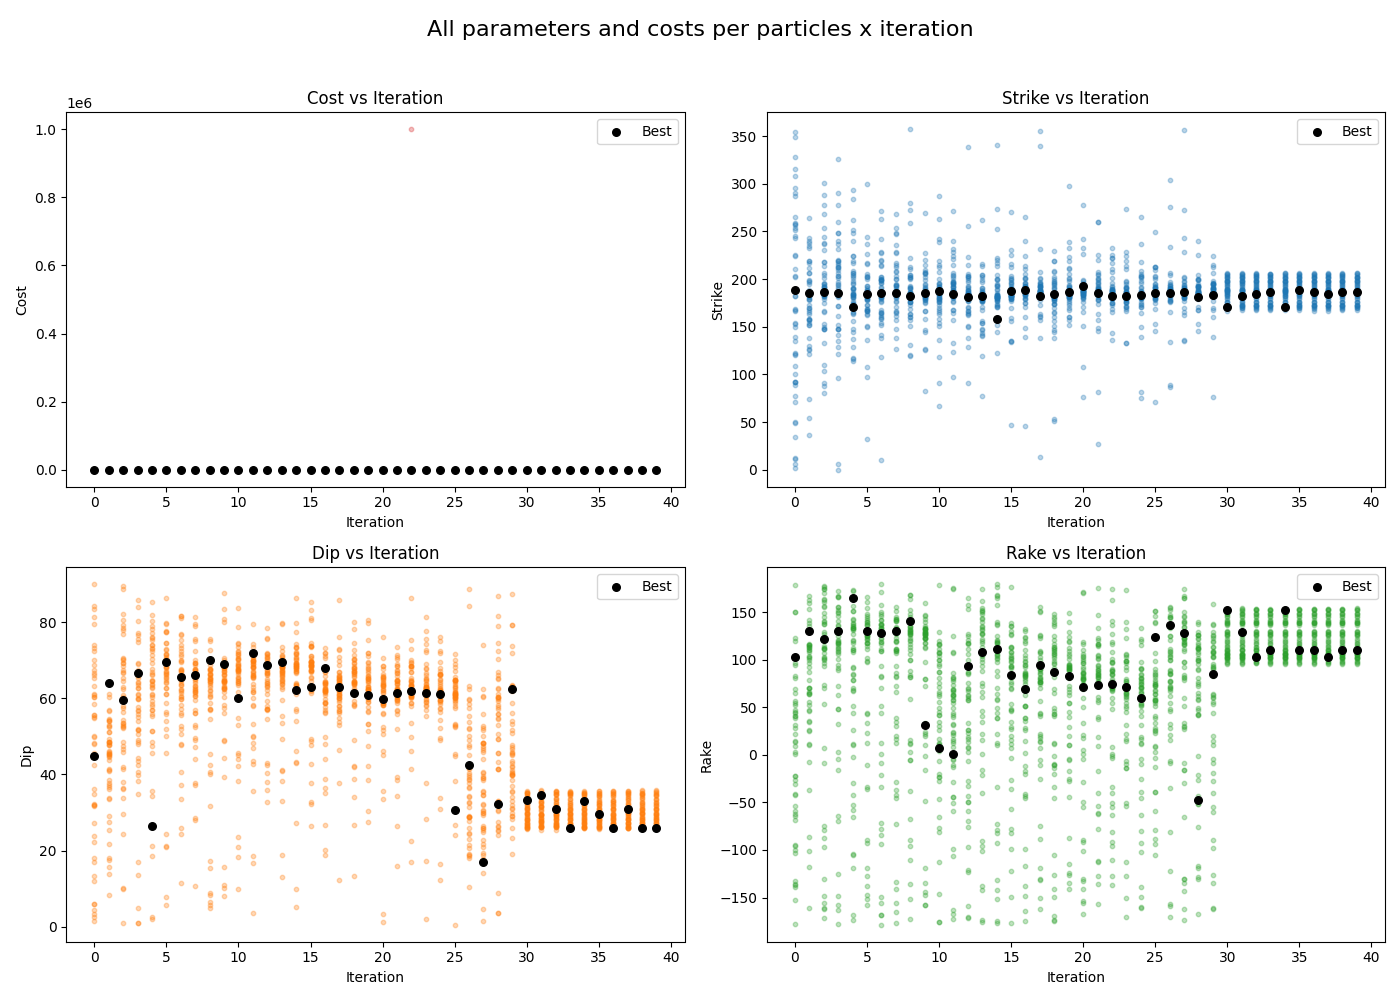 All parameters and costs per particles x iteration
Cost vs Iteration
1e6
1.0
0.8
0.6
0.4
0.2
0.0
Cost
Best
0 5 10 15 20 25 30 35 40
Iteration
Strike vs Iteration
350
300
250
200
150
100
50
0
Strike
Best
0 5 10 15 20 25 30 35 40
Iteration
Dip vs Iteration
80
60
40
20
0
Dip
Best
0 5 10 15 20 25 30 35 40
Iteration
Rake vs Iteration
150
100
50
0
−50
−100
−150
Rake
Best
0 5 10 15 20 25 30 35 40
Iteration